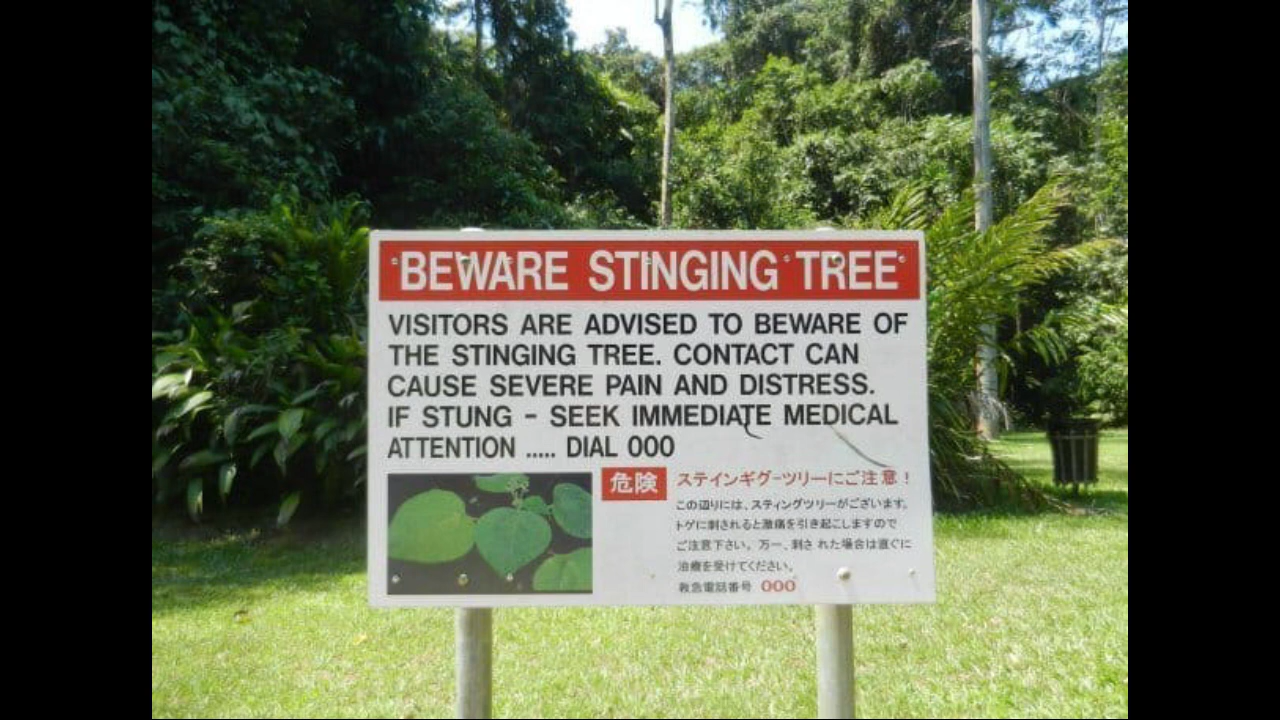 BEWARE STINGING TREE
VISITORS ARE ADVISED TO BEWARE OF
THE STINGING TREE. CONTACT CAN
CAUSE SEVERE PAIN AND DISTRESS.
IF STUNG - SEEK IMMEDIATE MEDICAL
ATTENTION ..... DIAL 000
危険
ステインギグ-ツリーにご注意！
この辺りには、スティングツリーがございます。
トゲに刺されると激痛を引き起こしますので
ご注意下さい。万一、刺された場合は直ぐに
治療を受けてください。
救急電話番号 000